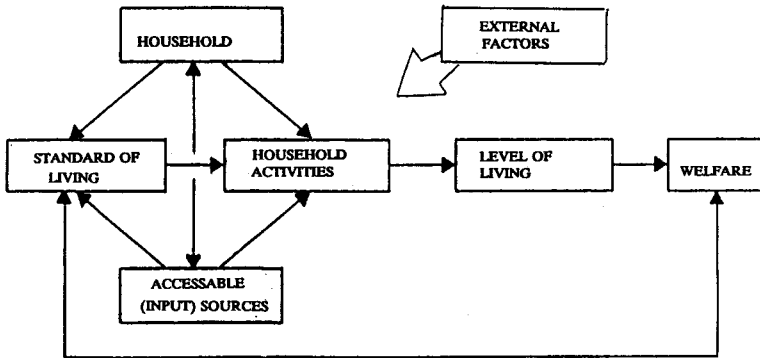 HOUSEHOLD
EXTERNAL
FACTORS
STANDARD OF
LIVING
HOUSEHOLD
ACTIVITIES
LEVEL OF
LIVING
WELFARE
ACCESSABLE
(INPUT) SOURCES